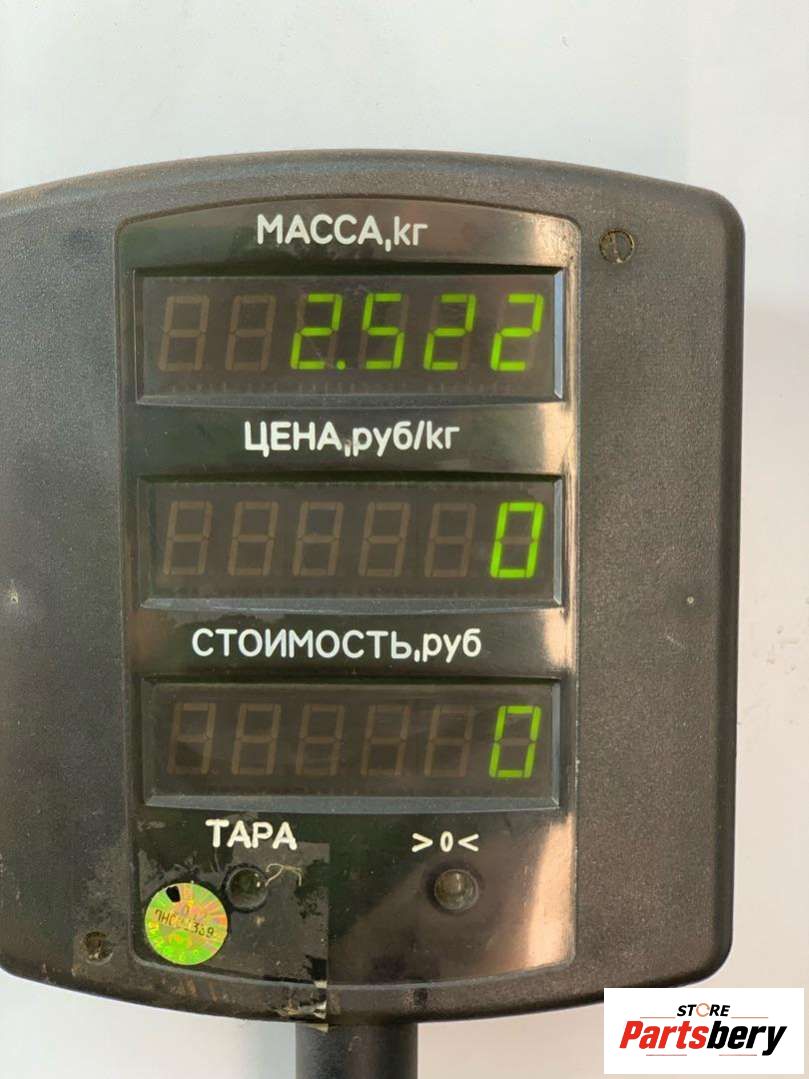 МАССА,кг
2.522
ЦЕНА,руб/кг
0
СТОИМОСТЬ,руб
0
ТАРА >0<
STORE
Partsbery